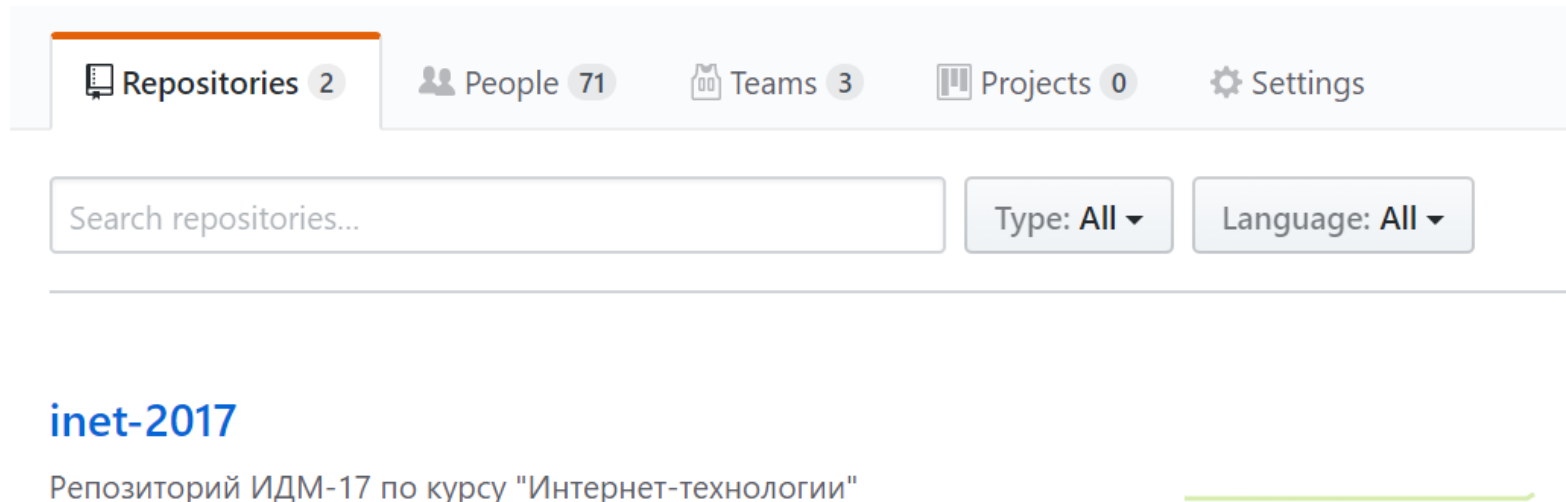 Repositories 2 People 71 Teams 3 Projects 0 Settings
Search repositories... Type: All Language: All
inet-2017
Репозиторий ИДМ-17 по курсу "Интернет-технологии"